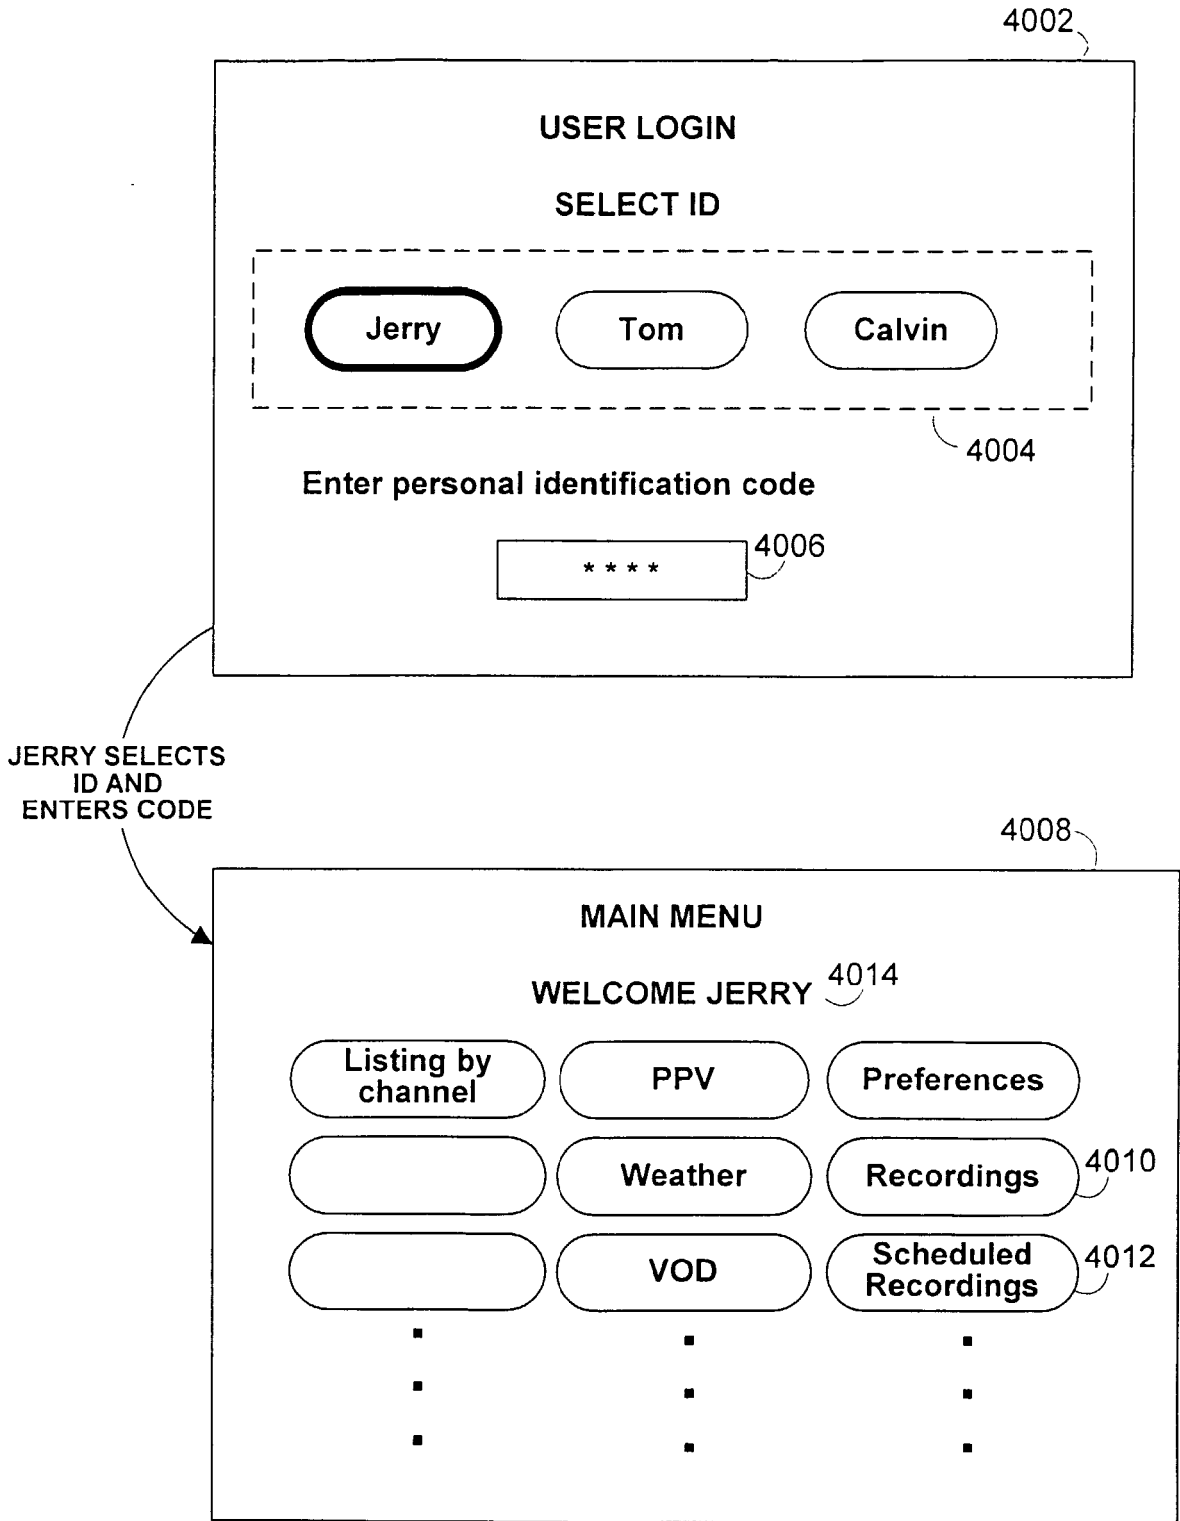 4002
USER LOGIN
SELECT ID
Jerry Tom Calvin
4004
Enter personal identification code
4006
* * * *
JERRY SELECTS
ID AND
ENTERS CODE
4008
MAIN MENU
WELCOME JERRY 4014
Listing by
channel
PPV
Preferences
Weather
Recordings
4010
VOD
Scheduled
Recordings
4012